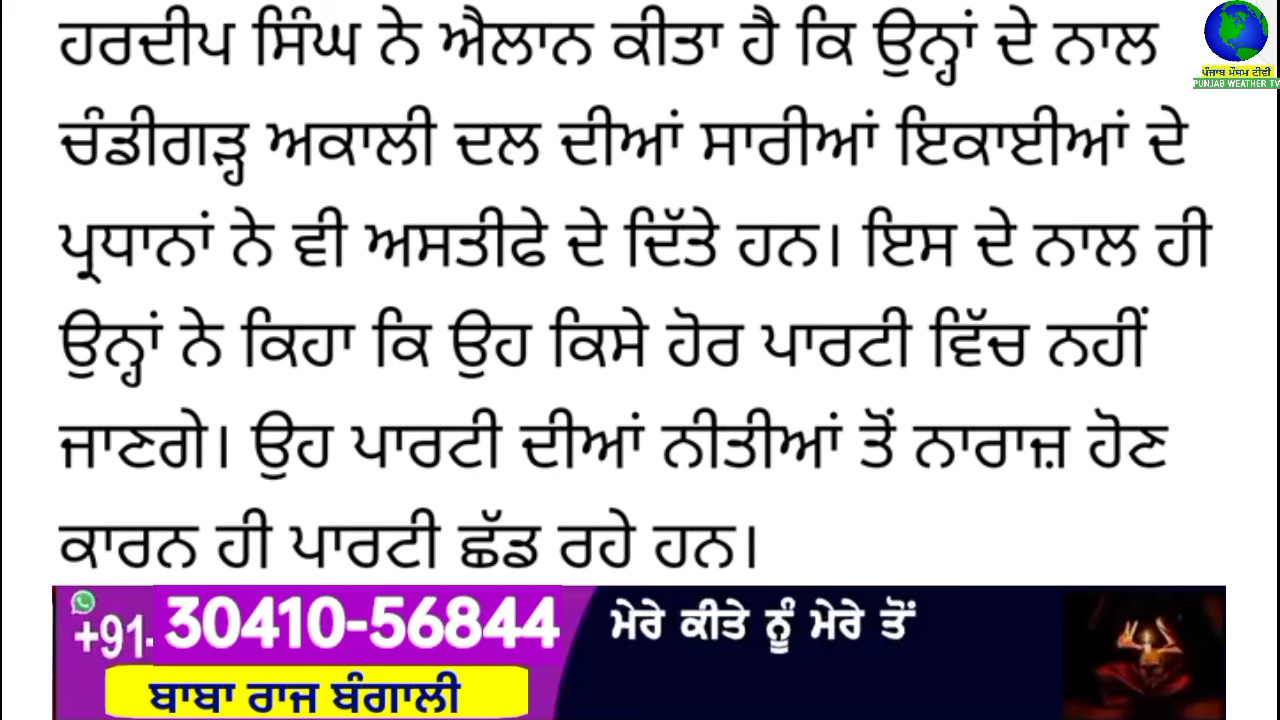 ਹਰਦੀਪ ਸਿੰਘ ਨੇ ਐਲਾਨ ਕੀਤਾ ਹੈ ਕਿ ਉਨ੍ਹਾਂ ਦੇ ਨਾਲ
ਚੰਡੀਗੜ੍ਹ ਅਕਾਲੀ ਦਲ ਦੀਆਂ ਸਾਰੀਆਂ ਇਕਾਈਆਂ ਦੇ
ਪ੍ਰਧਾਨਾਂ ਨੇ ਵੀ ਅਸਤੀਫੇ ਦੇ ਦਿੱਤੇ ਹਨ। ਇਸ ਦੇ ਨਾਲ ਹੀ
ਉਨ੍ਹਾਂ ਨੇ ਕਿਹਾ ਕਿ ਉਹ ਕਿਸੇ ਹੋਰ ਪਾਰਟੀ ਵਿੱਚ ਨਹੀਂ
ਜਾਣਗੇ। ਉਹ ਪਾਰਟੀ ਦੀਆਂ ਨੀਤੀਆਂ ਤੋਂ ਨਾਰਾਜ਼ ਹੋਣ
ਕਾਰਨ ਹੀ ਪਾਰਟੀ ਛੱਡ ਰਹੇ ਹਨ।
ਪੰਜਾਬ ਮੌਸਮ ਟੀਵੀ
PUNJAB WEATHER TV
+91- 30410-56844
ਬਾਬਾ ਰਾਜ ਬੰਗਾਲੀ
ਮੇਰੇ ਕੀਤੇ ਨੂੰ ਮੇਰੇ ਤੋਂ